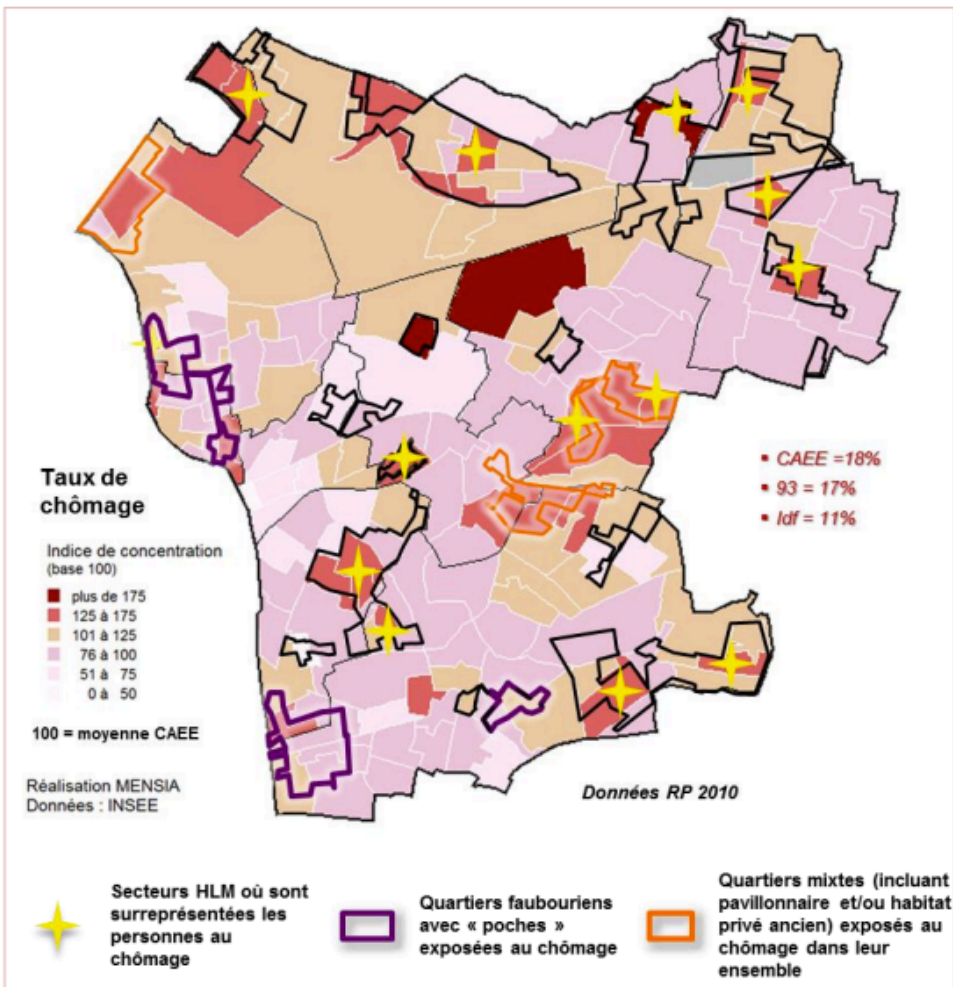 ▪ CAEE =18%
▪ 93 = 17%
▪ Idf = 11%
Taux de
chômage
Indice de concentration
(base 100)
plus de 175
125 à 175
101 à 125
76 à 100
51 à 75
0 à 50
100 = moyenne CAEE
Réalisation MENSIA
Données : INSEE
Données RP 2010
Secteurs HLM où sont
surreprésentées les
personnes au
chômage
Quartiers faubouriens
avec « poches »
exposées au chômage
Quartiers mixtes (incluant
pavillonnaire et/ou habitat
privé ancien) exposés au
chômage dans leur
ensemble